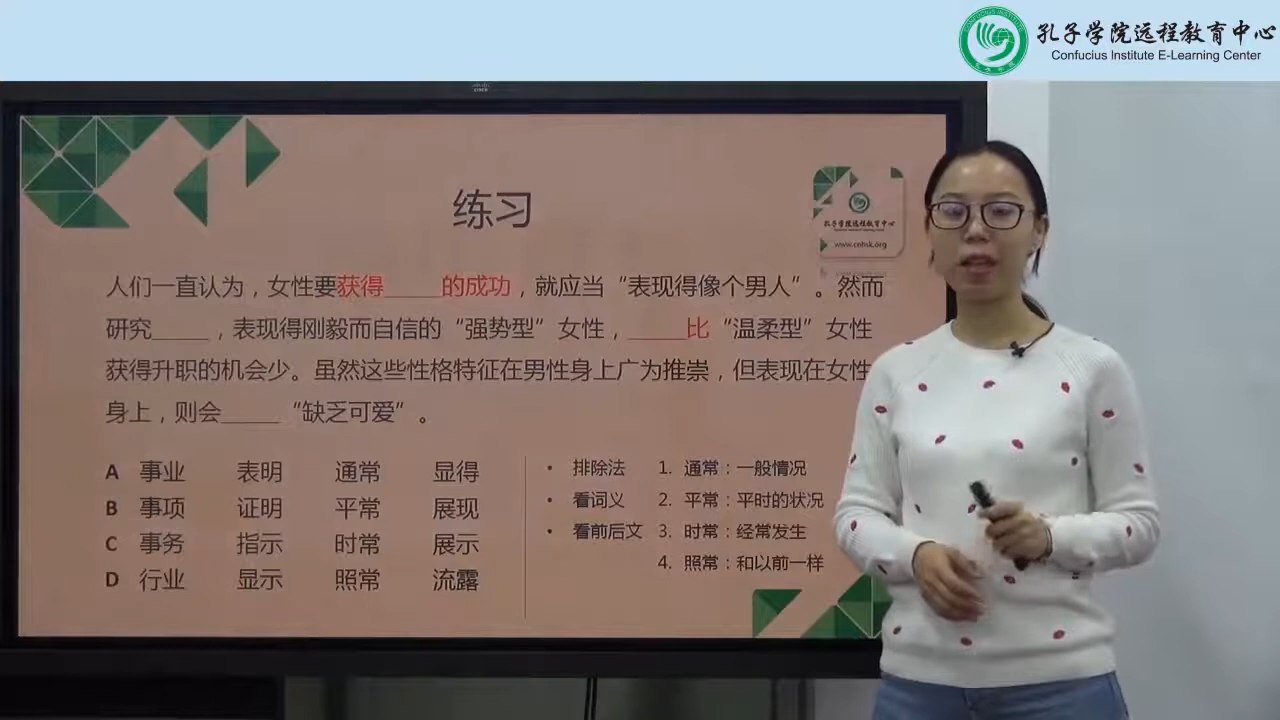 孔子学院远程教育中心
Confucius Institute E-Learning Center
练习
孔子学院远程教育中心
www.cnhsk.org
人们一直认为，女性要获得_____的成功，就应当“表现得像个男人”。然而
研究_____，表现得刚毅而自信的“强势型”女性，_____比“温柔型”女性
获得升职的机会少。虽然这些性格特征在男性身上广为推崇，但表现在女性
身上，则会_____“缺乏可爱”。
A 事业 表明 通常 显得
B 事项 证明 平常 展现
C 事务 指示 时常 展示
D 行业 显示 照常 流露
• 排除法
• 看词义
• 看前后文
1. 通常：一般情况
2. 平常：平时的状况
3. 时常：经常发生
4. 照常：和以前一样